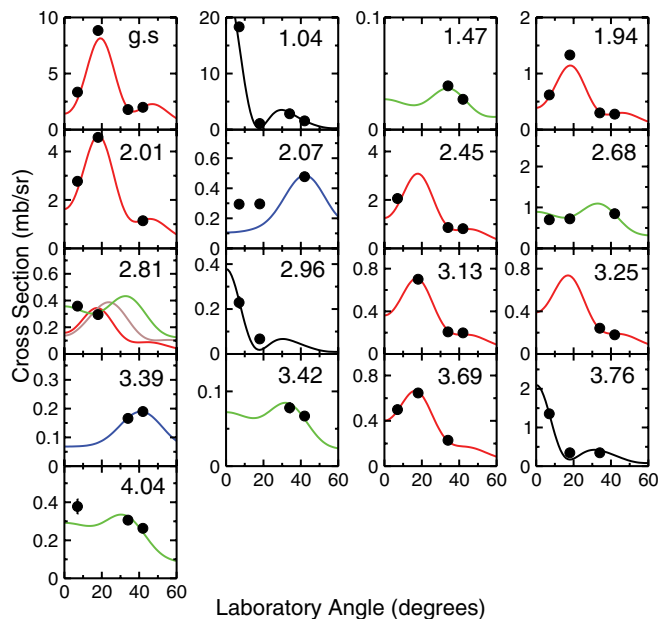 10 g.s 20 1.04 0.1 1.47 2 1.94
5 10 1
0 0 0 0
4 2.01 0.6 2.07 4 2.45 2 2.68
0.4
2 2 1
0.2
0 0 0 0
0.6 2.81 0.4 2.96 0.8 3.13 0.8 3.25
0.4
0.2 0.4 0.4
0.2
0 0 0 0
0.3 3.39 3.42 0.8 3.69 2 3.76
0.2 0.1
0.4 1
0.1
0 0 0 0
0 20 40 60 0 20 40 60 0 20 40 60
0.4 4.04
0.2
0
0 20 40 60
Cross Section (mb/sr)
Laboratory Angle (degrees)